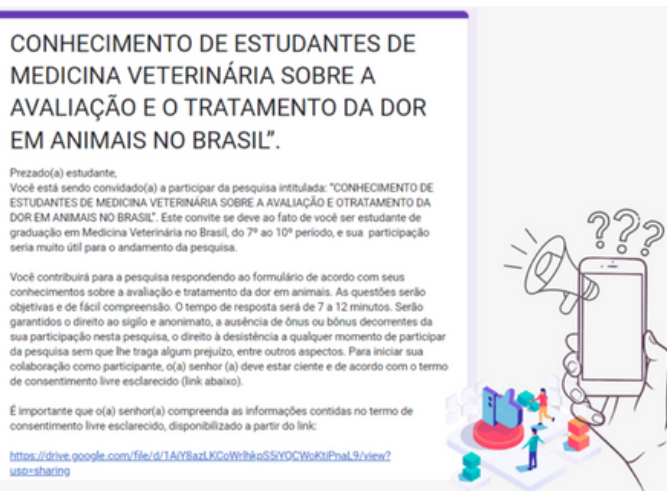 CONHECIMENTO DE ESTUDANTES DE
MEDICINA VETERINÁRIA SOBRE A
AVALIAÇÃO E O TRATAMENTO DA DOR
EM ANIMAIS NO BRASIL”.
Prezado(a) estudante,
Você está sendo convidado(a) a participar da pesquisa intitulada: “CONHECIMENTO DE
ESTUDANTES DE MEDICINA VETERINÁRIA SOBRE A AVALIAÇÃO E OTRATAMENTO DA
DOR EM ANIMAIS NO BRASIL”. Este convite se deve ao fato de você ser estudante de
graduação em Medicina Veterinária no Brasil, do 7º ao 10º período, e sua participação
seria muito útil para o andamento da pesquisa.
Você contribuirá para a pesquisa respondendo ao formulário de acordo com seus
conhecimentos sobre a avaliação e tratamento da dor em animais. As questões serão
objetivas e de fácil compreensão. O tempo de resposta será de 7 a 12 minutos. Serão
garantidos o direito ao sigilo e anonimato, a ausência de ônus ou bônus decorrentes da
sua participação nesta pesquisa, o direito à desistência a qualquer momento de participar
da pesquisa sem que lhe traga algum prejuízo, entre outros aspectos. Para iniciar sua
colaboração como participante, o(a) senhor (a) deve estar ciente e de acordo com o termo
de consentimento livre esclarecido (link abaixo).
É importante que o(a) senhor(a) compreenda as informações contidas no termo de
consentimento livre esclarecido, disponibilizado a partir do link:
https://drive.google.com/file/d/1AiY8azLKCoWrlhkpS5iYOCWoKtiPnaL9/view?
usp=sharing
???